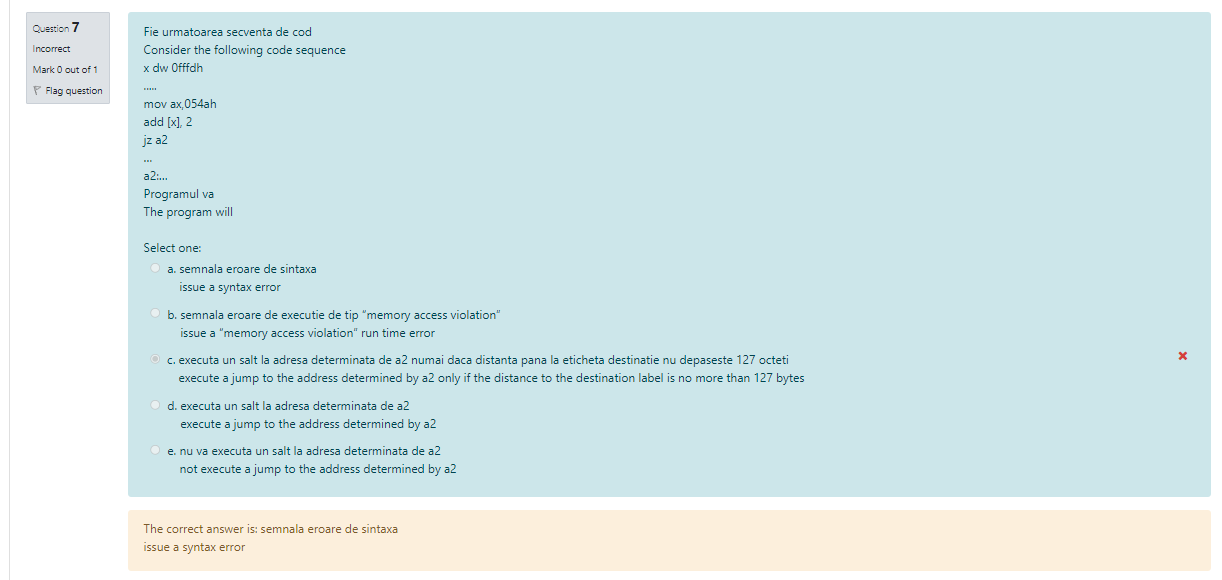 Question 7
Incorrect
Mark 0 out of 1
Flag question
Fie urmatoarea secventa de cod
Consider the following code sequence
x dw 0fffdh
.....
mov ax,054ah
add [x], 2
jz a2
...
a2:...
Programul va
The program will
Select one:
a. semnala eroare de sintaxa
issue a syntax error
b. semnala eroare de executie de tip "memory access violation"
issue a "memory access violation" run time error
c. executa un salt la adresa determinata de a2 numai daca distanta pana la eticheta destinatie nu depaseste 127 octeti
execute a jump to the address determined by a2 only if the distance to the destination label is no more than 127 bytes
d. executa un salt la adresa determinata de a2
execute a jump to the address determined by a2
e. nu va executa un salt la adresa determinata de a2
not execute a jump to the address determined by a2
The correct answer is: semnala eroare de sintaxa
issue a syntax error